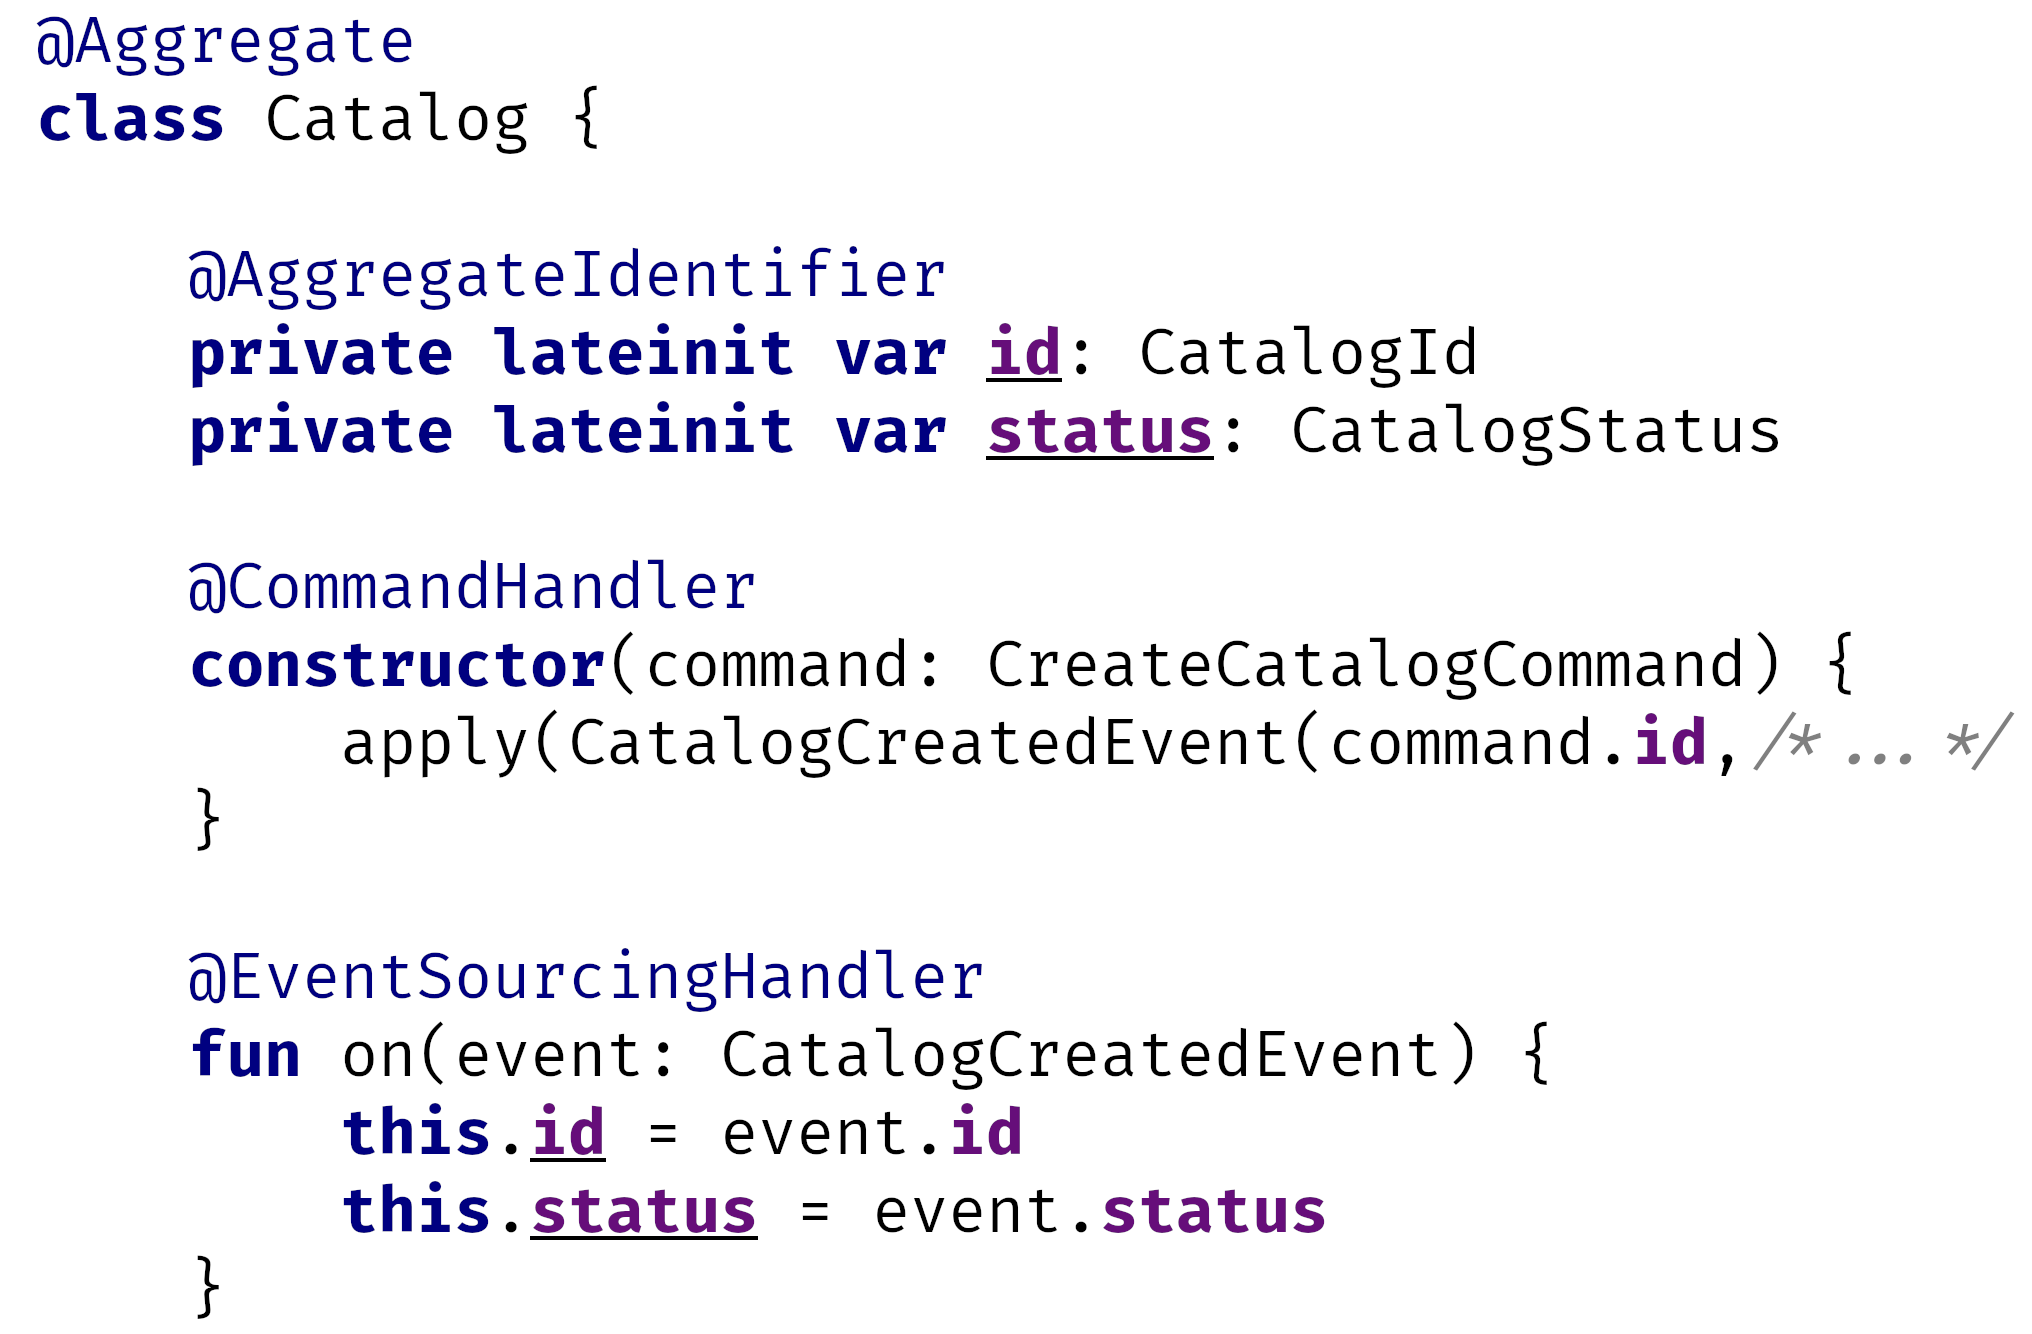 @Aggregate
class Catalog {
@AggregateIdentifier
private lateinit var id: CatalogId
private lateinit var status: CatalogStatus
@CommandHandler
constructor(command: CreateCatalogCommand) {
apply(CatalogCreatedEvent(command.id,/* ... */
}
@EventSourcingHandler
fun on(event: CatalogCreatedEvent) {
this.id = event.id
this.status = event.status
}